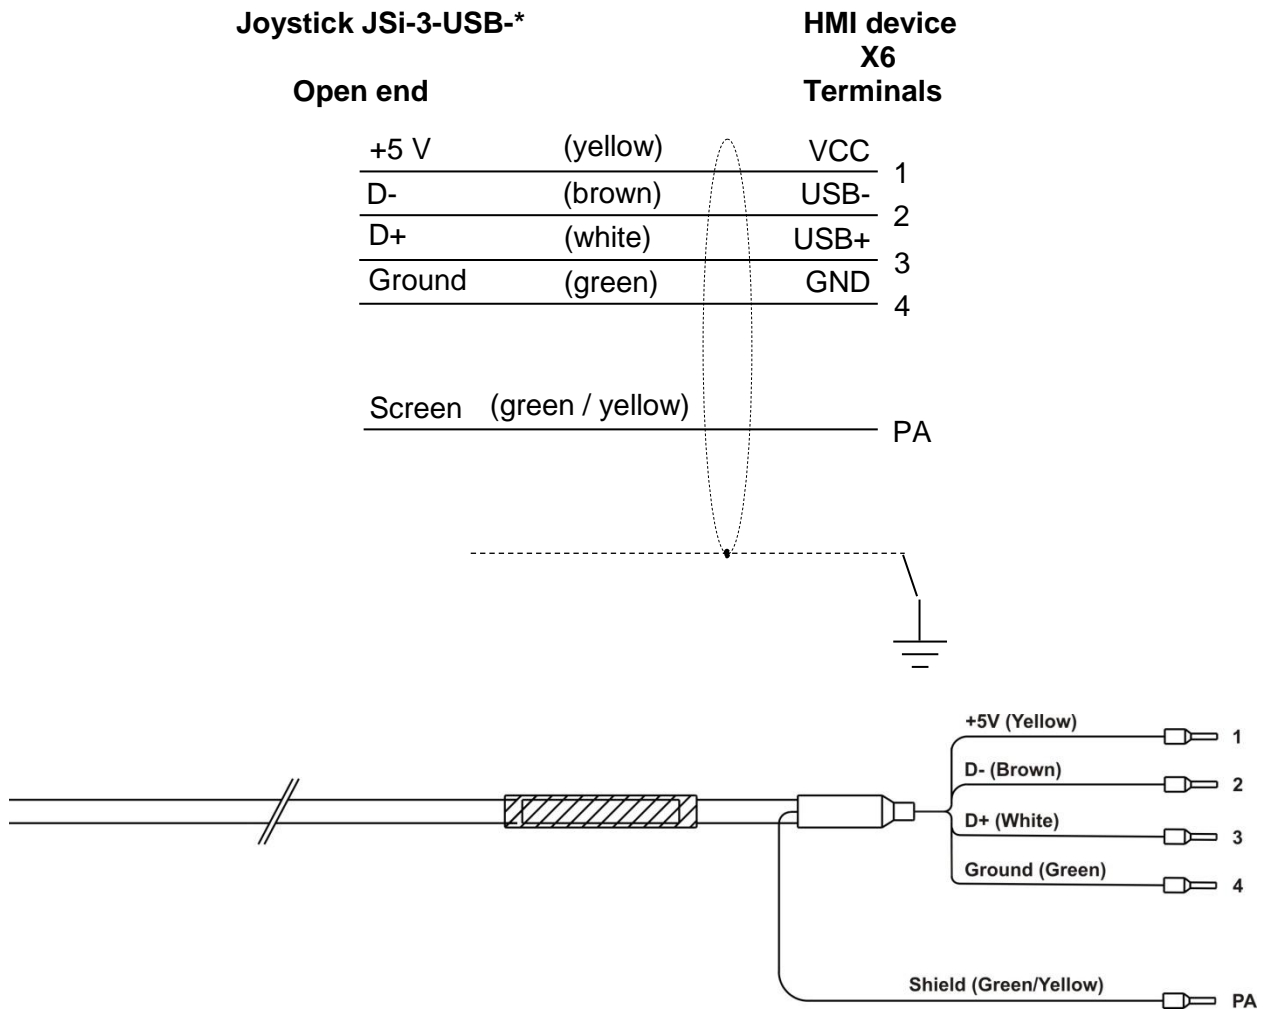 Joystick JSi-3-USB-* HMI device
X6
Open end Terminals
+5 V (yellow) VCC 1
D- (brown) USB- 2
D+ (white) USB+ 3
Ground (green) GND 4
Screen (green / yellow) PA
+5V (Yellow) 1
D- (Brown) 2
D+ (White) 3
Ground (Green) 4
Shield (Green/Yellow) PA